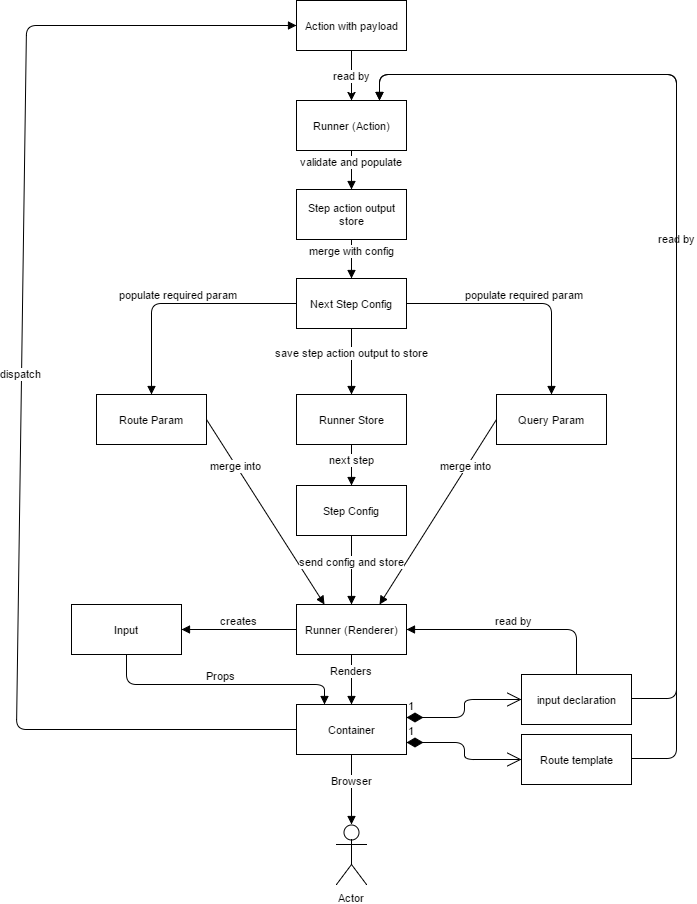 Action with payload
read by
Runner (Action)
validate and populate
Step action output
store
read by
merge with config
populate required param
Next Step Config
populate required param
save step action output to store
dispatch
Route Param
Runner Store
Query Param
next step
merge into
merge into
Step Config
send config and store
creates
read by
Input
Runner (Renderer)
Props
Renders
1
input declaration
Container
1
Route template
Browser
Actor